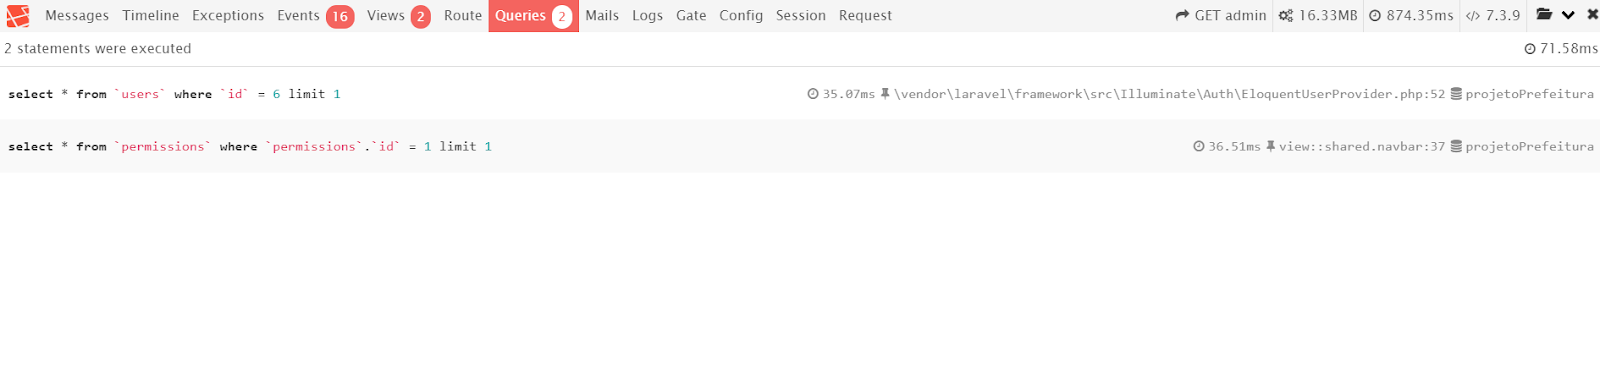 Messages Timeline Exceptions Events 16 Views 2 Route Queries 2 Mails Logs Gate Config Session Request GET admin 16.33MB 874.35ms 7.3.9
2 statements were executed 71.58ms
select * from `users` where `id` = 6 limit 1 35.07ms \vendor\laravel\framework\src\Illuminate\Auth\EloquentUserProvider.php:52 projetoPrefeitura
select * from `permissions` where `permissions`.`id` = 1 limit 1 36.51ms view::shared.navbar:37 projetoPrefeitura